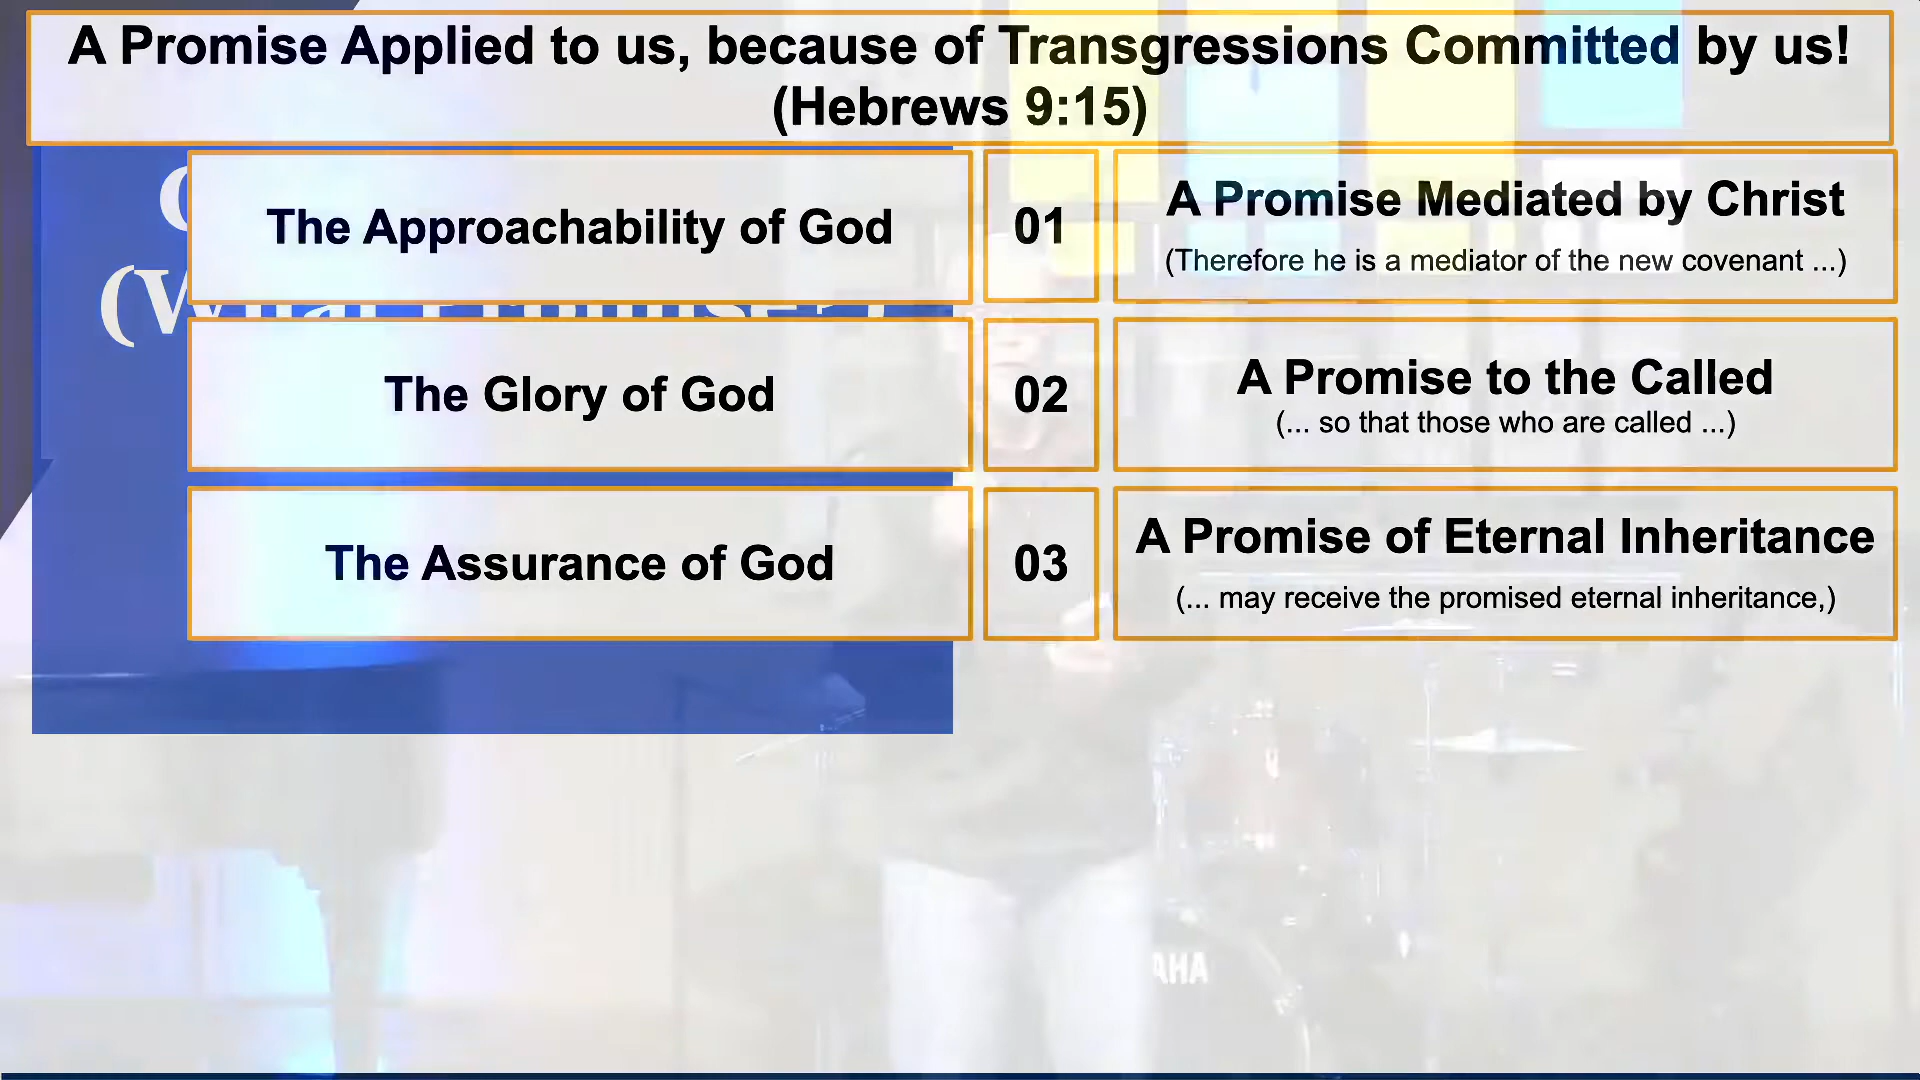 A Promise Applied to us, because of Transgressions Committed by us!
(Hebrews 9:15)
The Approachability of God
01
A Promise Mediated by Christ
(Therefore he is a mediator of the new covenant ...)
The Glory of God
02
A Promise to the Called
(... so that those who are called ...)
The Assurance of God
03
A Promise of Eternal Inheritance
(... may receive the promised eternal inheritance,)
AHA